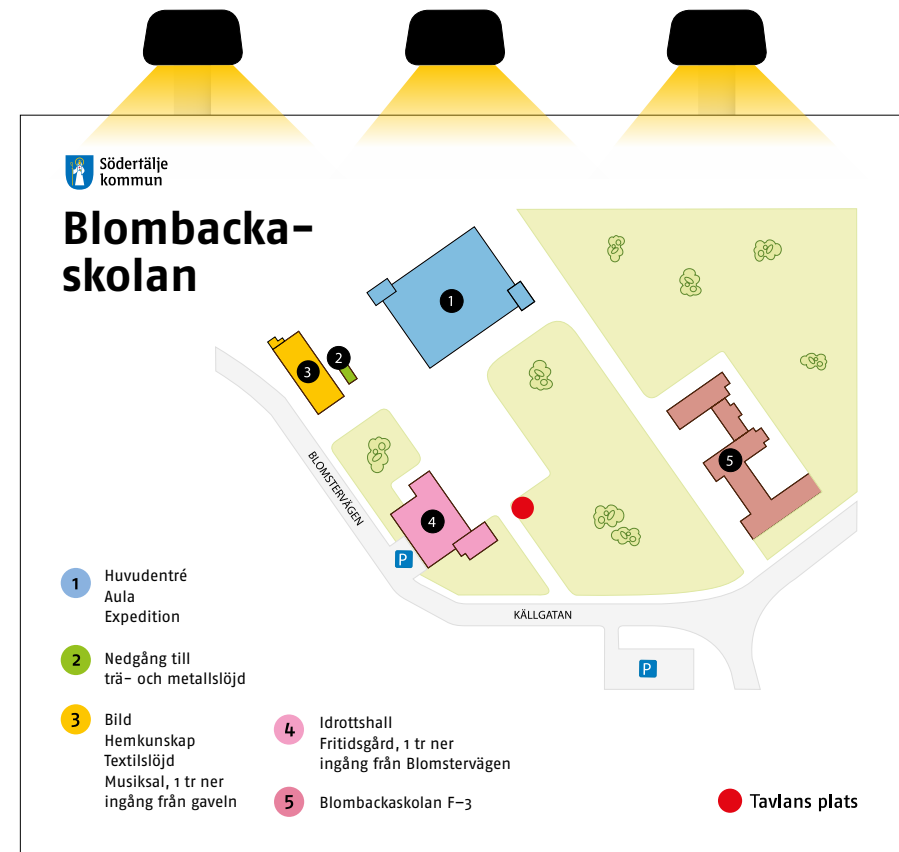 Södertälje
kommun
Blombacka-
skolan
1
2
3
4
5
BLOMSTERVÄGEN
P
KÄLLGATAN
P
1 Huvudentré
Aula
Expedition
2 Nedgång till
trä- och metallslöjd
3 Bild
Hemkunskap
Textilslöjd
Musiksal, 1 tr ner
ingång från gaveln
4 Idrottshall
Fritidsgård, 1 tr ner
ingång från Blomstervägen
5 Blombackaskolan F–3
Tavlans plats